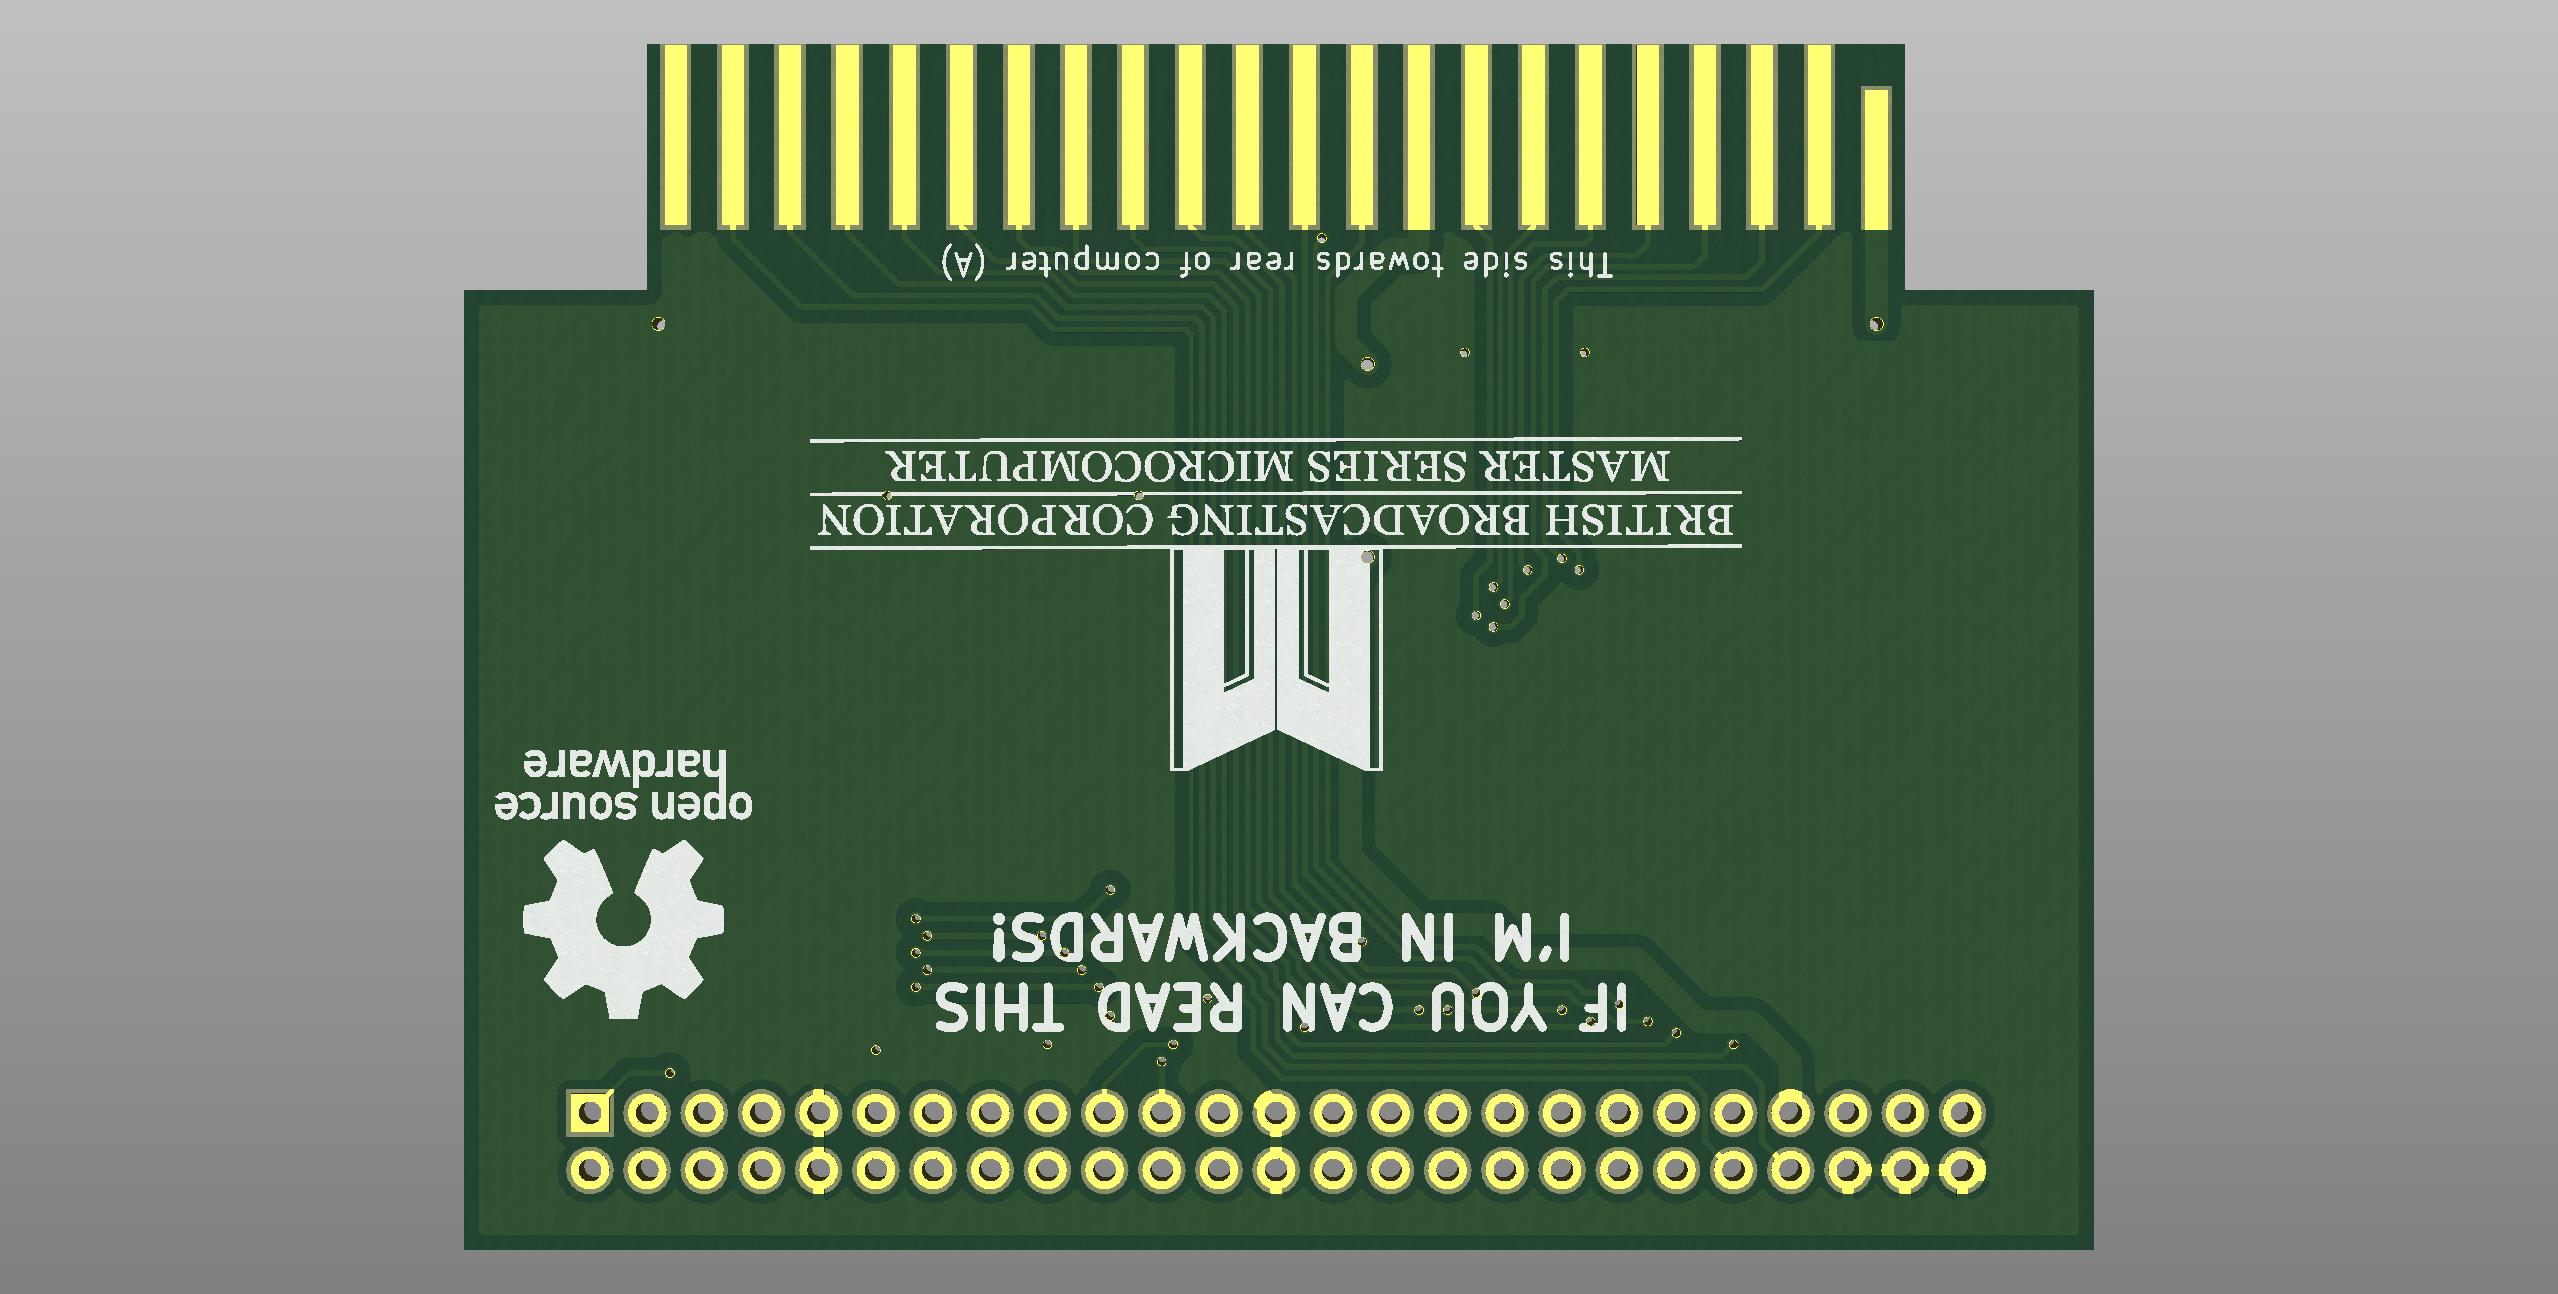 IF YOU CAN READ THIS
I'M IN BACKWARDS!
open source
hardware
BRITISH BROADCASTING CORPORATION
MASTER SERIES MICROCOMPUTER
This side towards rear of computer (A)